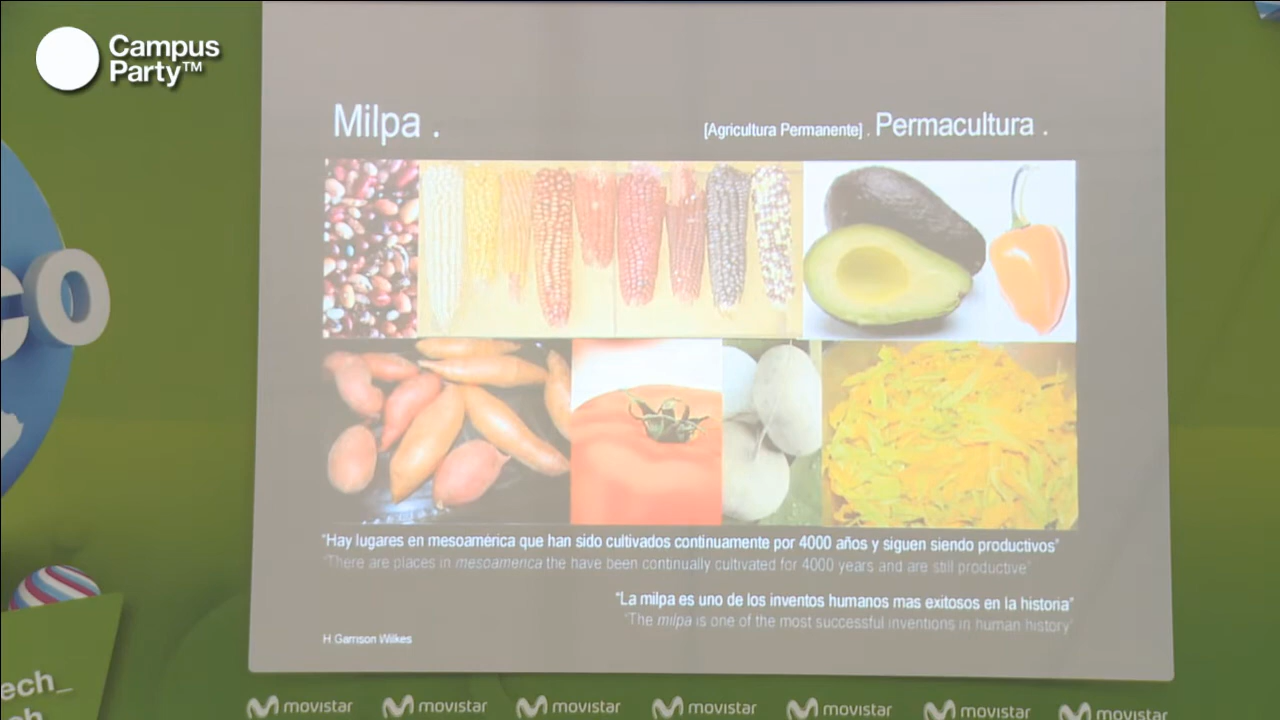 Campus
Party™
Milpa .
[Agricultura Permanente] . Permacultura .
"Hay lugares en mesoamérica que han sido cultivados continuamente por 4000 años y siguen siendo productivos"
"There are places in mesoamerica the have been continually cultivated for 4000 years and are still productive"
"La milpa es uno de los inventos humanos mas exitosos en la historia"
"The milpa is one of the most successful inventions in human history"
H Garrison Wilkes
o
ech_
ch
movistar movistar movistar movistar movistar movistar movistar